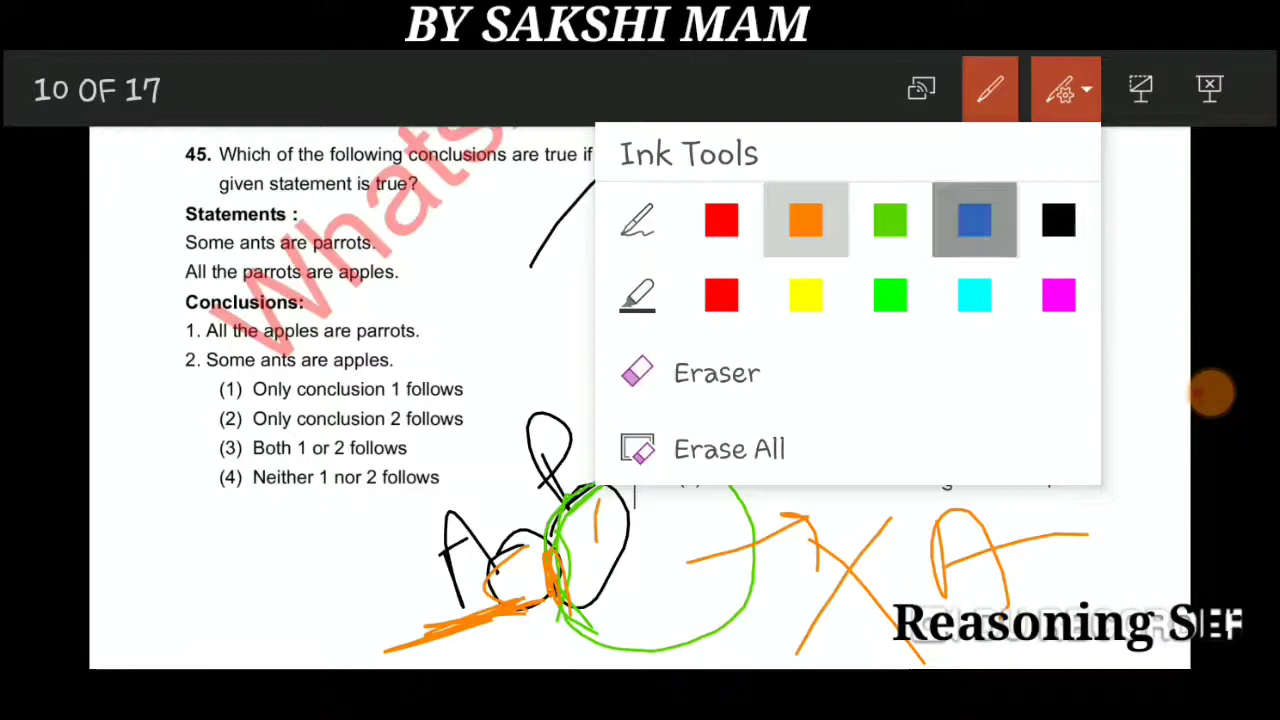 BY SAKSHI MAM
10 OF 17
Whats
45. Which of the following conclusions are true if
given statement is true?
Statements :
Some ants are parrots.
All the parrots are apples.
Conclusions:
1. All the apples are parrots.
2. Some ants are apples.
(1) Only conclusion 1 follows
(2) Only conclusion 2 follows
(3) Both 1 or 2 follows
(4) Neither 1 nor 2 follows
Ink Tools
Eraser
Erase All
P
A
A
Reasoning S